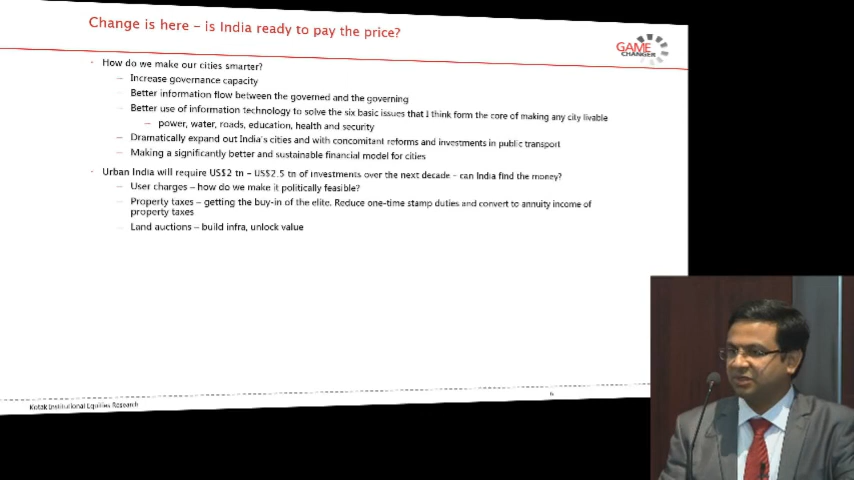 Change is here – is India ready to pay the price?
GAME
CHANGER
- How do we make our cities smarter?
— Increase governance capacity
— Better information flow between the governed and the governing
— Better use of information technology to solve the six basic issues that I think form the core of making any city livable
— power, water, roads, education, health and security
— Dramatically expand out India's cities and with concomitant reforms and investments in public transport
— Making a significantly better and sustainable financial model for cities
- Urban India will require US$2 tn – US$2.5 tn of investments over the next decade – can India find the money?
— User charges – how do we make it politically feasible?
— Property taxes – getting the buy-in of the elite. Reduce one-time stamp duties and convert to annuity income of
property taxes
— Land auctions – build infra, unlock value
Kotak Institutional Equities Research
6